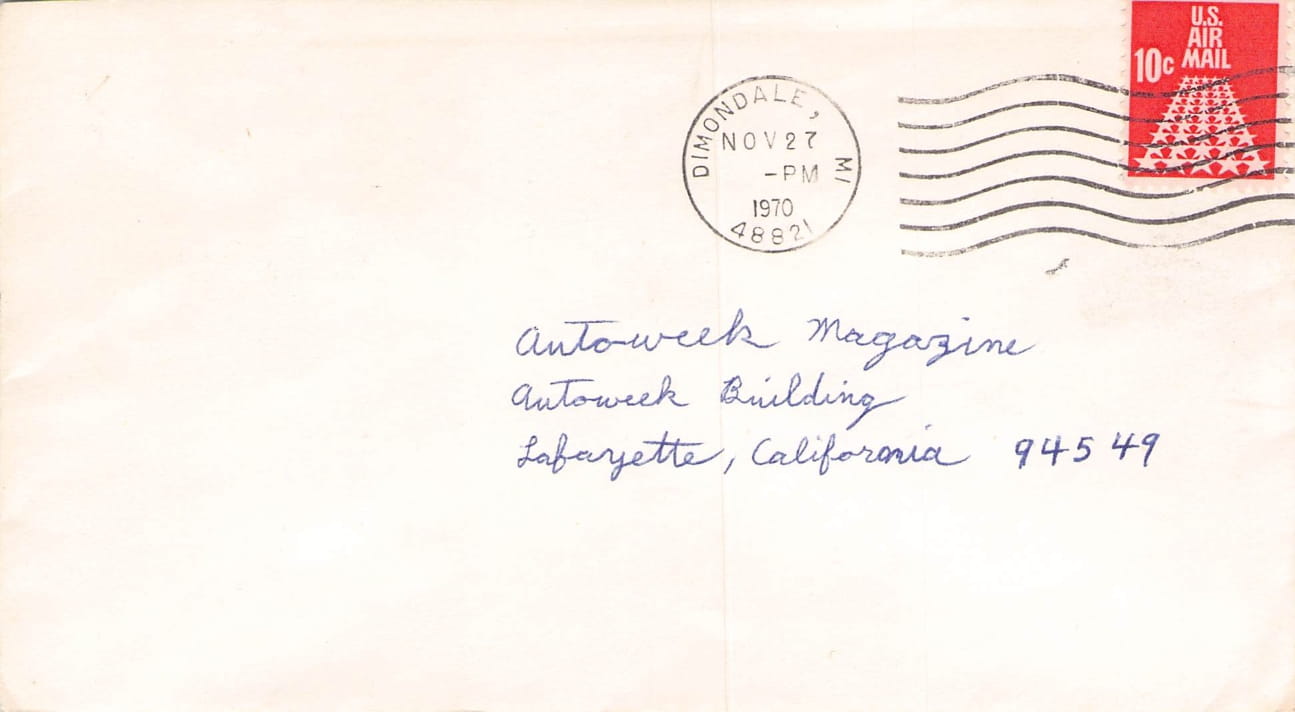 U.S.
AIR
MAIL
10c
DIMONDALE, MI
NOV 27
-PM
1970
48821
Autoweek Magazine
Autoweek Building
Lafayette, California 94549